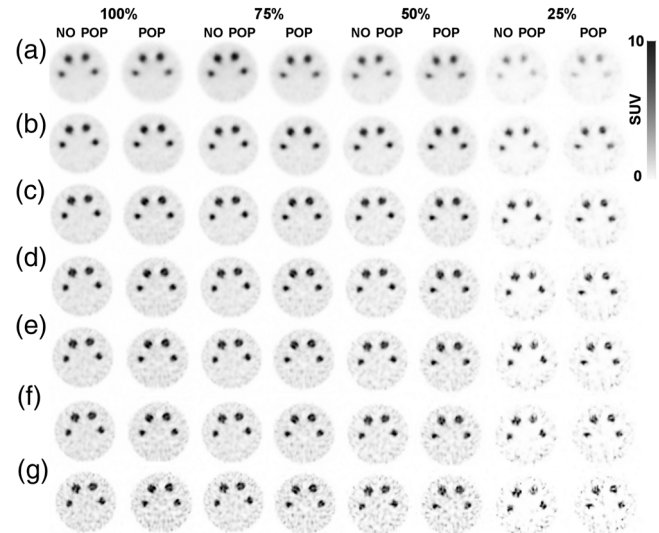 100% 75% 50% 25%
NO POP POP NO POP POP NO POP POP NO POP POP
10
SUV
0
(a)
(b)
(c)
(d)
(e)
(f)
(g)